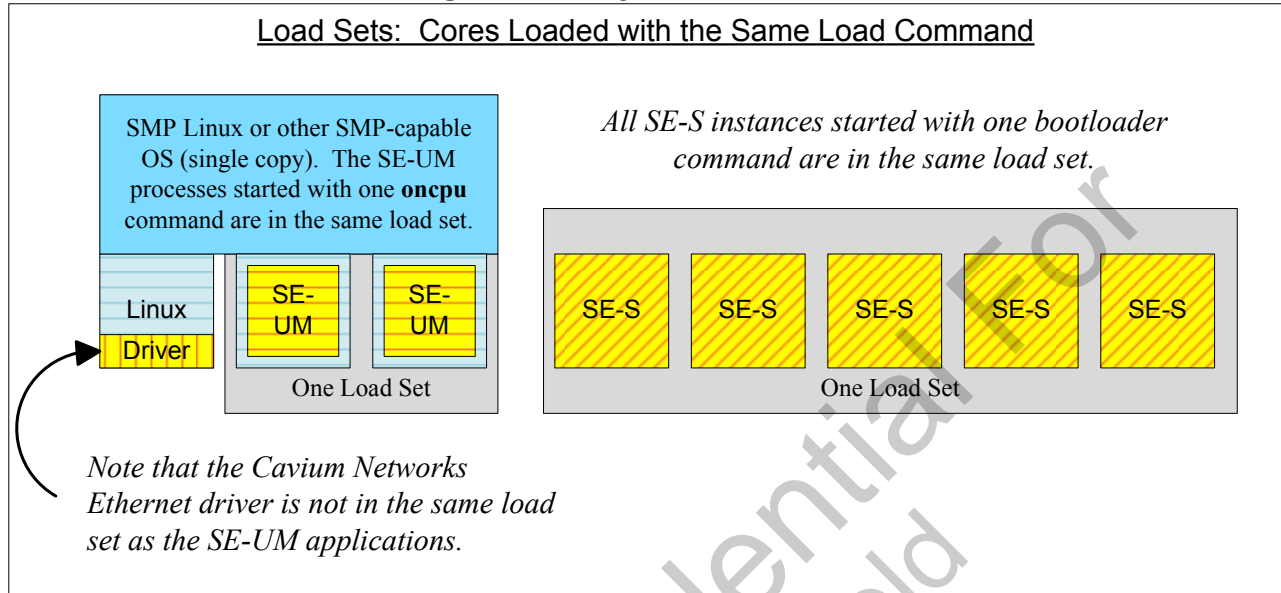 Load Sets:  Cores Loaded with the Same Load Command
SMP Linux or other SMP-capable
OS (single copy).  The SE-UM
processes started with one oncpu
command are in the same load set.
All SE-S instances started with one bootloader
command are in the same load set.
Linux
Driver
SE-
UM
SE-
UM
One Load Set
SE-S
SE-S
SE-S
SE-S
SE-S
One Load Set
Note that the Cavium Networks
Ethernet driver is not in the same load
set as the SE-UM applications.
For